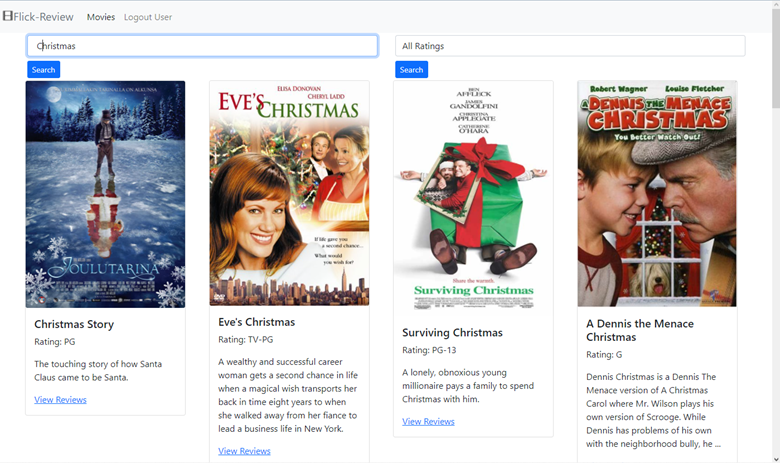 Flick-Review Movies Logout User
Christmas
All Ratings
Search
Search
JOULUTARINA
Christmas Story
Rating: PG
The touching story of how Santa
Claus came to be Santa.
View Reviews
ELISA DONOVAN
CHERYL LADD
EVE'S
CHRISTMAS
If life gave you
a second chance...
What would
you wish for?
DVD
Eve's Christmas
Rating: TV-PG
A wealthy and successful career
woman gets a second chance in life
when a magical wish transports her
back in time eight years to when
she walked away from her fiance to
lead a business life in New York.
View Reviews
BEN
AFFLECK
JAMES
GANDOLFINI
CHRISTINA
APPLEGATE
CATHERINE
O'HARA
Share the warmth.
Surviving Christmas
Surviving Christmas
Rating: PG-13
A lonely, obnoxious young
millionaire pays a family to spend
Christmas with him.
View Reviews
Robert Wagner Louise Fletcher
A DENNIS THE MENACE
CHRISTMAS
You Better Watch Out!
A Dennis the Menace
Christmas
Rating: G
Dennis Christmas is a Dennis The
Menace version of A Christmas
Carol where Mr. Wilson plays his
own version of Scrooge. While
Dennis has problems of his own
with the neighborhood bully, he ...